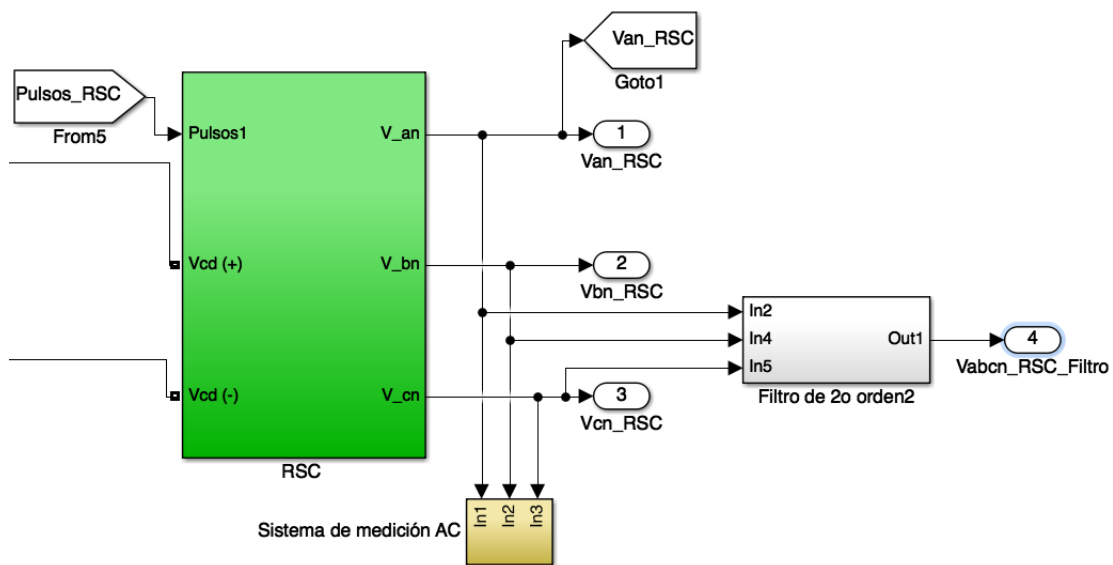 Van_RSC
Goto1
Pulsos_RSC
From5
Pulsos1
V_an
1
Van_RSC
Vcd (+)
V_bn
2
Vbn_RSC
In2
In4
Out1
In5
4
Vabcn_RSC_Filtro
Filtro de 2o orden2
Vcd (-)
V_cn
3
Vcn_RSC
RSC
Sistema de medición AC
In1
In2
In3